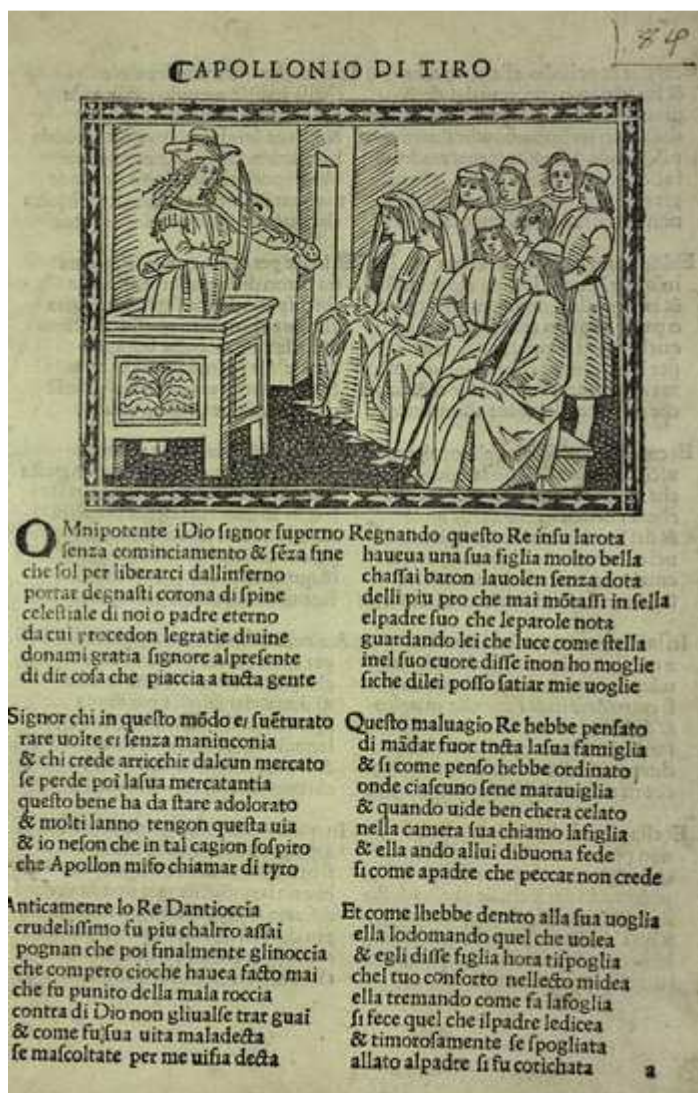 84
CAPOLLONIO DI TIRO
OMnipotente iDio signor superno
senza cominciamento & sẽza fine
che sol per liberarci dallinferno
portar degnasti corona di spine
celestiale di noi o padre eterno
da cui procedon legratie diuine
donami gratia signore alpresente
di dir cosa che piaccia a tucta gente
Signor chi in questo mõdo ei suẽturato
rare uolte ei senza maninconia
& chi crede arricchir dalcun mercato
se perde poi lasua mercatantia
questo bene ha da stare adolorato
& molti lanno tengon questa uia
& io neson che in tal cagion sospiro
che Apollon miso chiamar di tyro
Anticamenre lo Re Dantioccia
crudelissimo fu piu chalrro assai
pognan che poi finalmente glinoccia
che compero cioche hauea facto mai
che fu punito della mala roccia
contra di Dio non gliualse trar guai
& come fu sua uita maladecta
se mascoltate per me uisia decta
Regnando questo Re insu larota
haueua una sua figlia molto bella
chassai baron lauolen senza dota
delli piu pro che mai mõtassi in sella
elpadre suo che leparole nota
guardando lei che luce come stella
inel suo cuore disse inon ho moglie
siche dilei posso satiar mie uoglie
Questo maluagio Re hebbe pensato
di mãdar fuor tncta lasua famiglia
& si come penso hebbe ordinato
onde ciascuno sene marauiglia
& quando uide ben chera celato
nella camera sua chiamo lafiglia
& ella ando allui dibuona fede
si come apadre che peccar non crede
Et come lhebbe dentro alla sua uoglia
ella lodomando quel che uolea
& egli disse figlia hora tispoglia
chel tuo conforto nellecto midea
ella tremando come fa lafoglia
si fece quel che ilpadre ledicea
& timorosamente se spogliata
allato alpadre si fu corichata
a